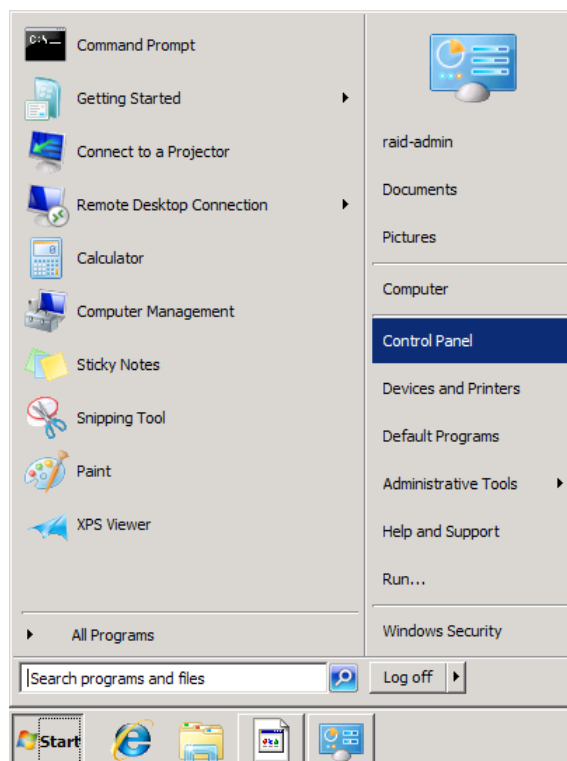 C:\
Command Prompt
Getting Started
Connect to a Projector
Remote Desktop Connection
Calculator
Computer Management
Sticky Notes
Snipping Tool
Paint
XPS Viewer
All Programs
Search programs and files
raid-admin
Documents
Pictures
Computer
Control Panel
Devices and Printers
Default Programs
Administrative Tools
Help and Support
Run...
Windows Security
Log off
Start